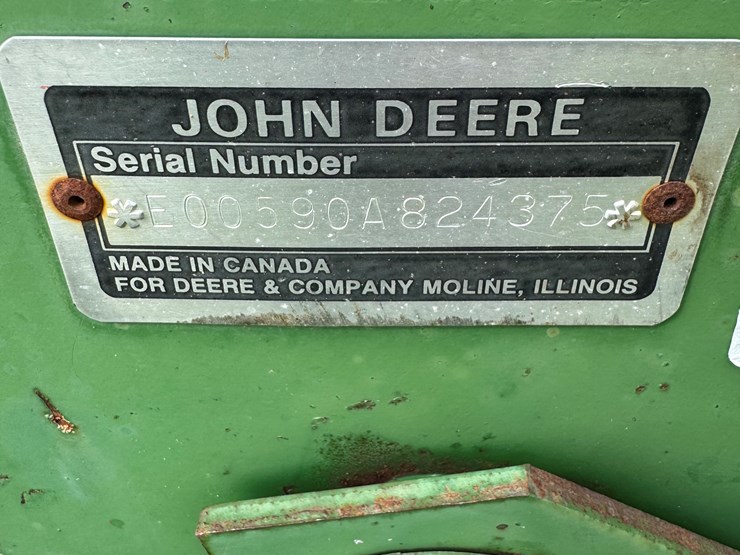 JOHN DEERE
Serial Number
*E00590A824375*
MADE IN CANADA
FOR DEERE & COMPANY MOLINE, ILLINOIS